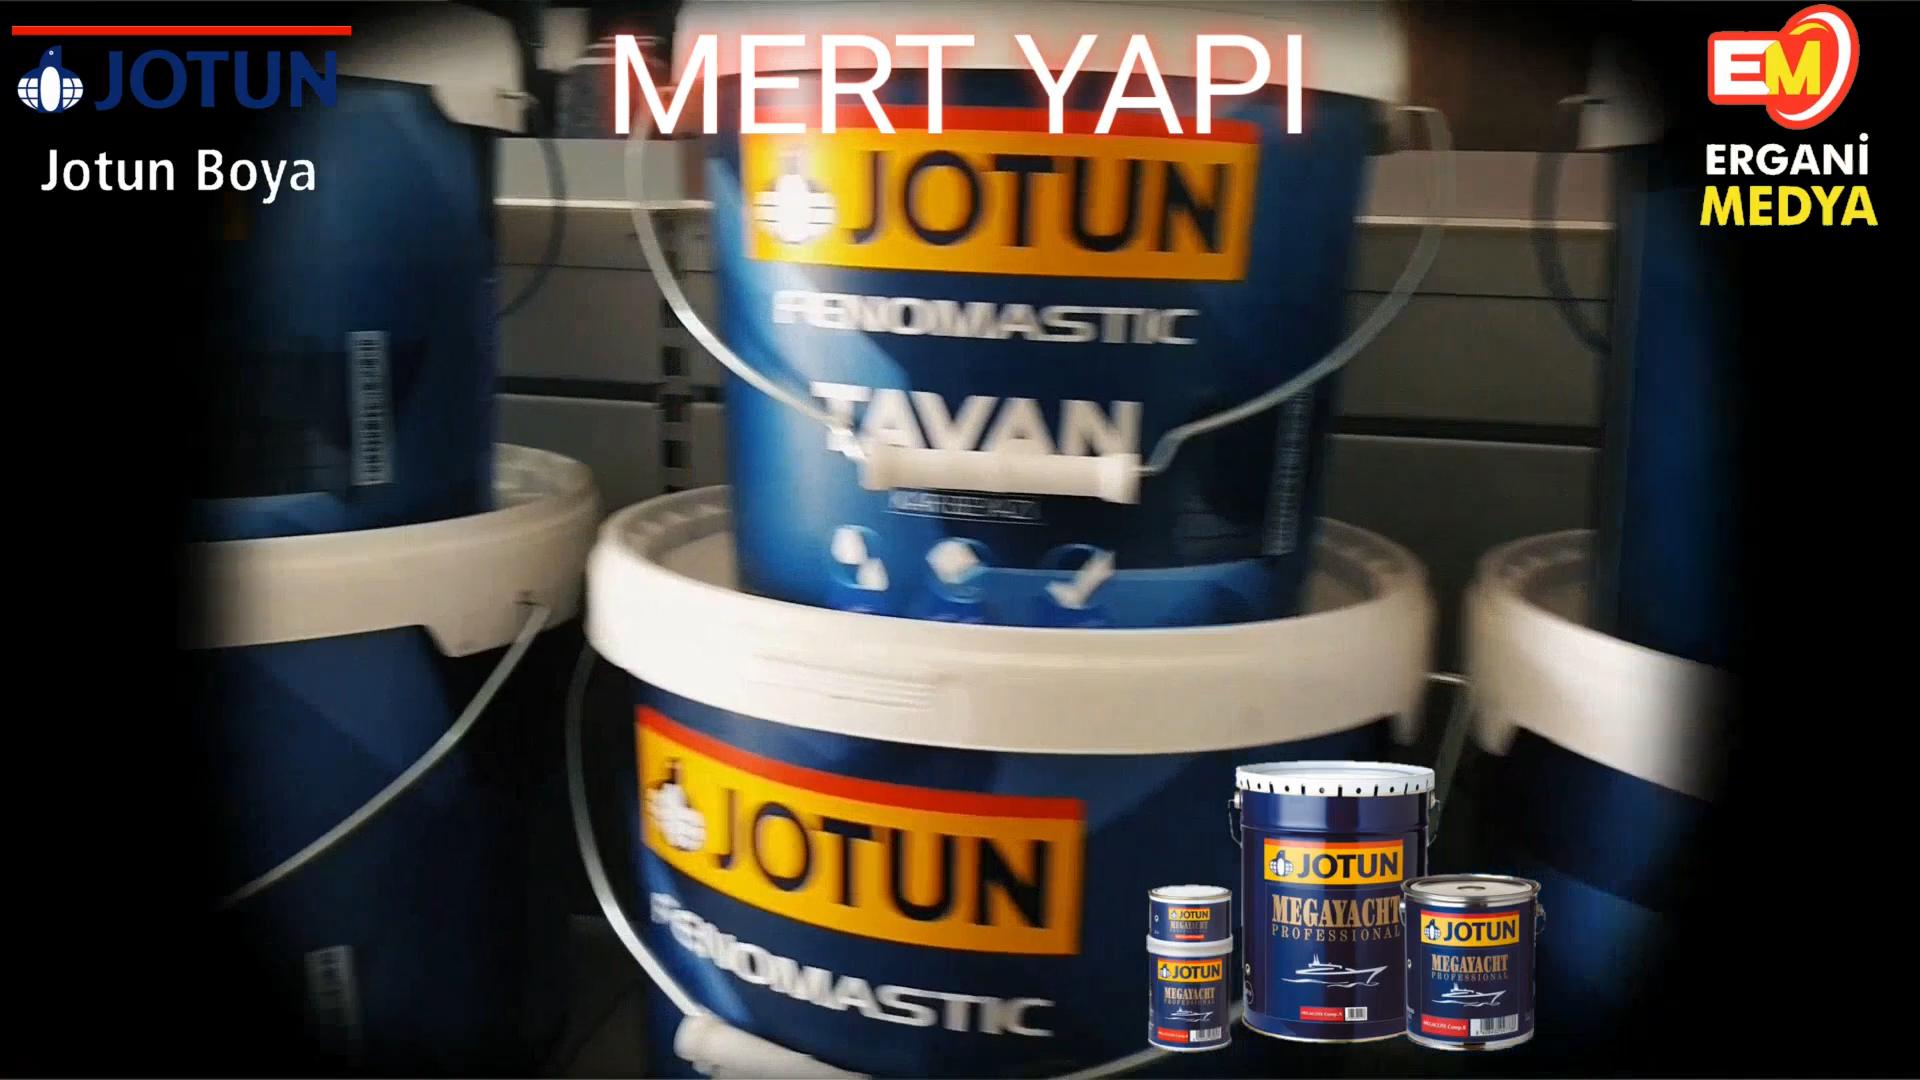 JOTUN
Jotun Boya
MERT YAPI
EM
ERGANİ
MEDYA
JOTUN
FENOMASTIC
TAVAN
JOTUN
FENOMASTIC
JOTUN
MEGAYACHT
PROFESSIONAL
JOTUN
MEGAYACHT
PROFESSIONAL
JOTUN
MEGAYACHT
JOTUN
MEGAYACHT
PROFESSIONAL